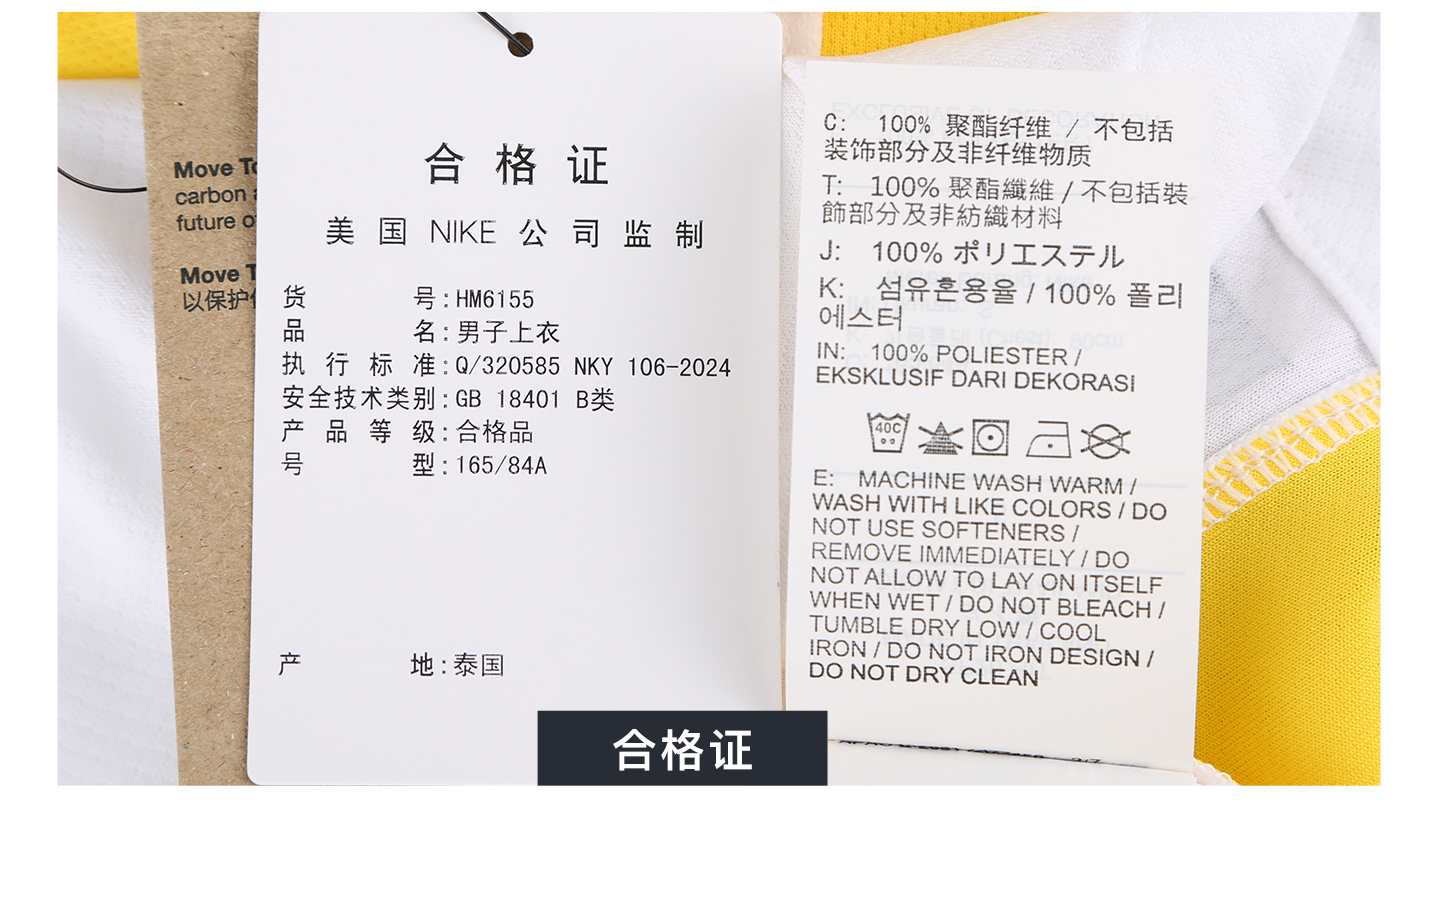 Move
carbon
future
Move
以保护
合格证
美国 NIKE 公司监制
货号:HM6155
品名:男子上衣
执行标准:Q/320585 NKY 106-2024
安全技术类别:GB 18401 B类
产品等级:合格品
号型:165/84A
产地:泰国
C: 100% 聚酯纤维 / 不包括
装饰部分及非纤维物质
T: 100% 聚酯纖維 / 不包括裝
飾部分及非紡織材料
J: 100% ポリエステル
K: 섬유혼용율 / 100% 폴리
에스터
IN: 100% POLIESTER /
EKSKLUSIF DARI DEKORASI
40C
E: MACHINE WASH WARM /
WASH WITH LIKE COLORS / DO
NOT USE SOFTENERS /
REMOVE IMMEDIATELY / DO
NOT ALLOW TO LAY ON ITSELF
WHEN WET / DO NOT BLEACH /
TUMBLE DRY LOW / COOL
IRON / DO NOT IRON DESIGN /
DO NOT DRY CLEAN
合格证